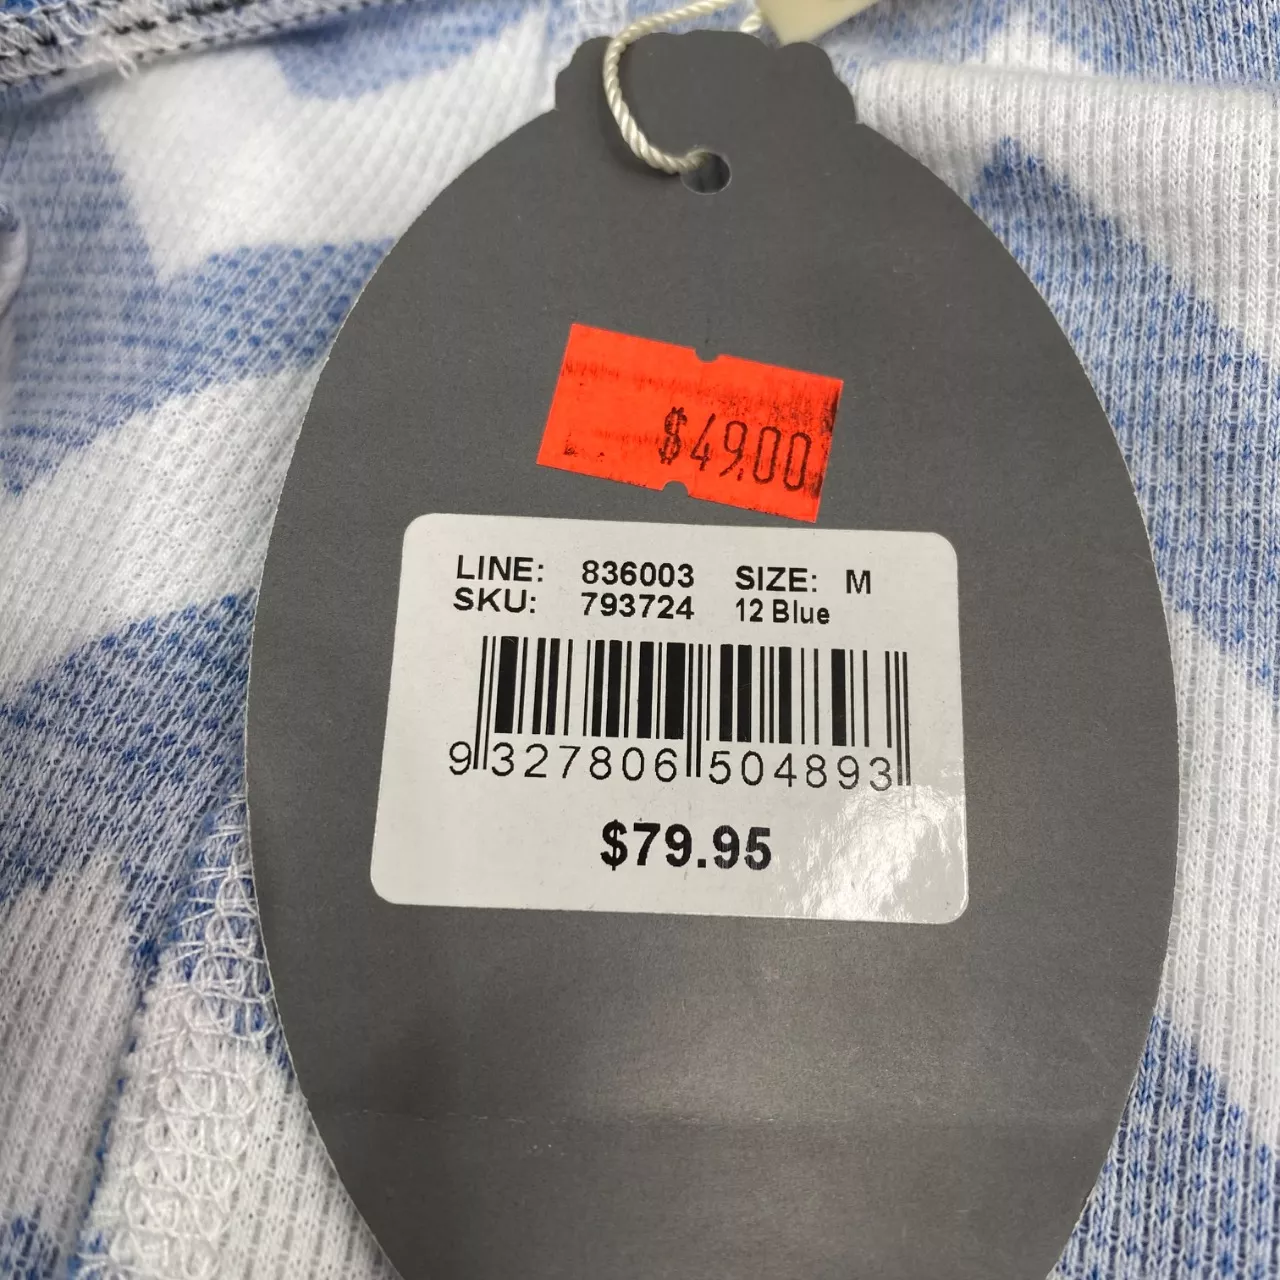 $49.00
LINE: 836003 SIZE: M
SKU: 793724 12 Blue
9 327806 504893
$79.95